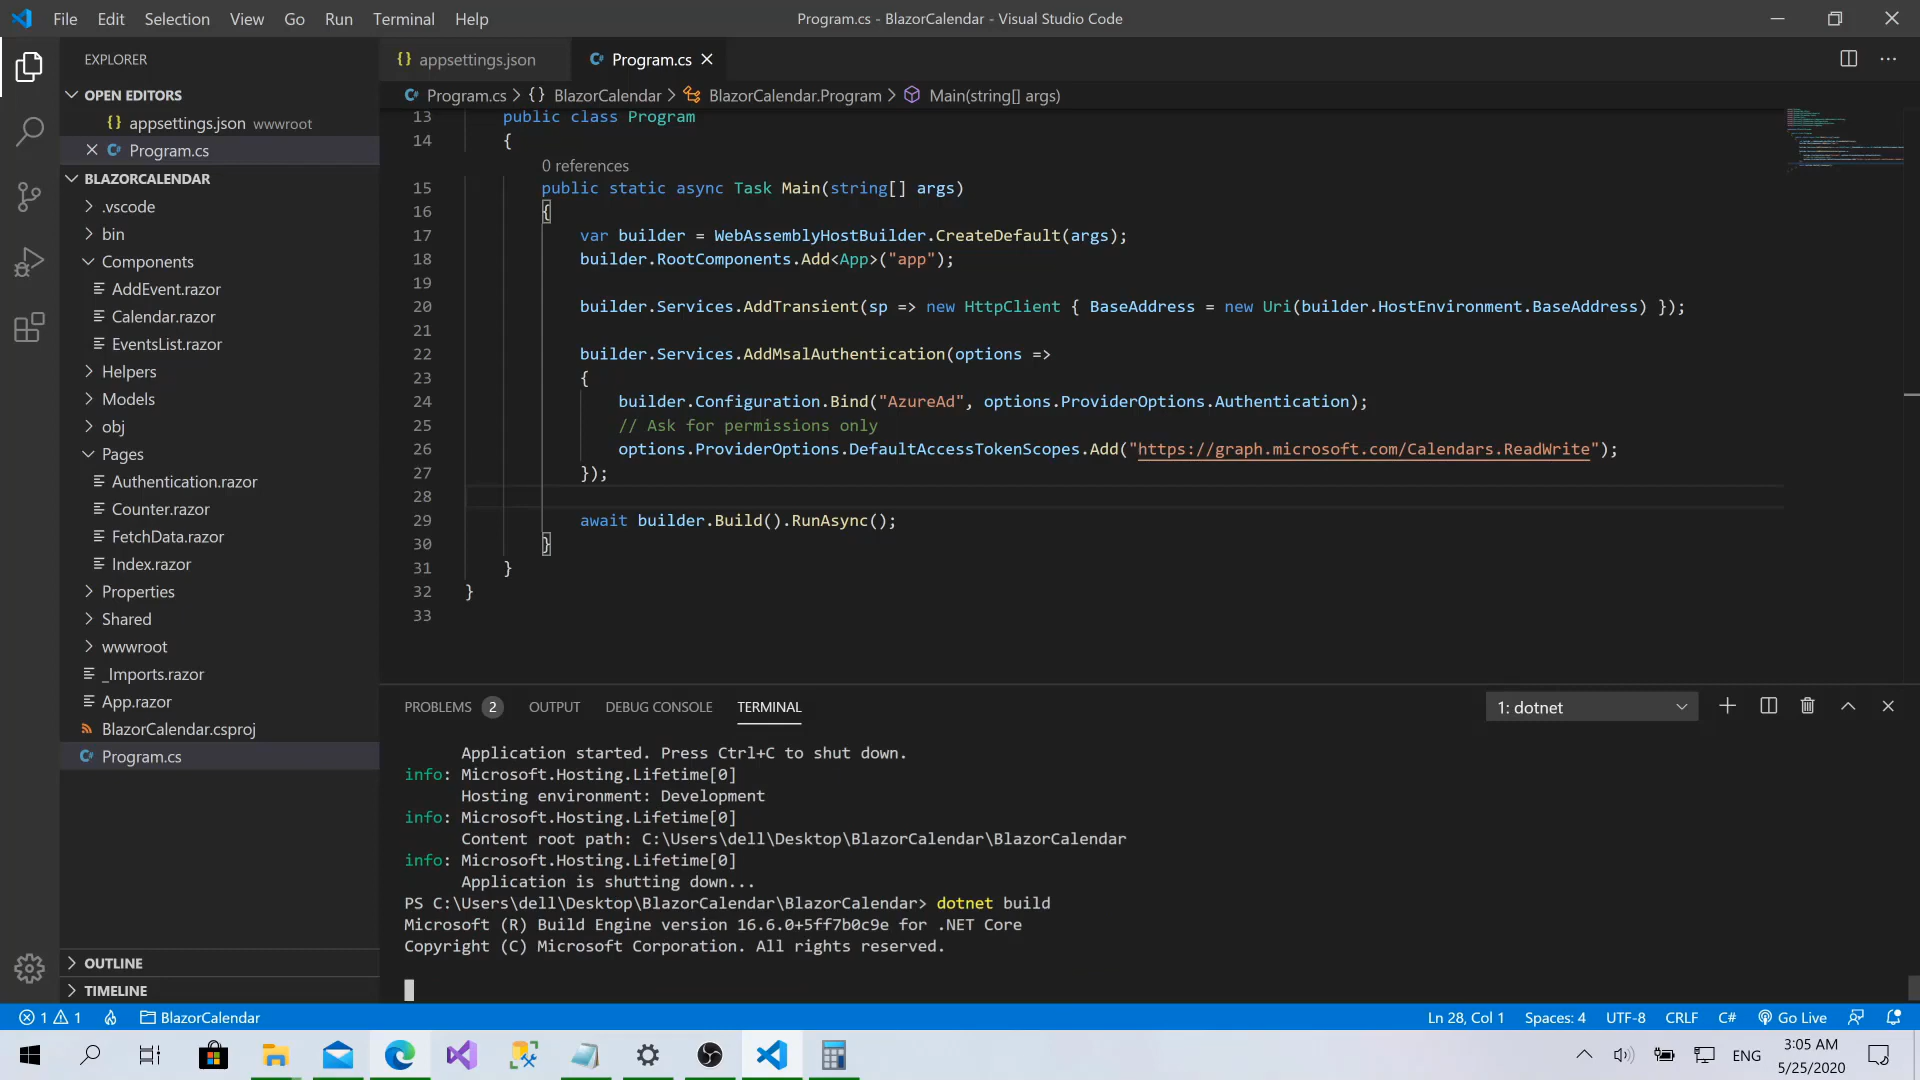 File Edit Selection View Go Run Terminal Help
Program.cs - BlazorCalendar - Visual Studio Code
EXPLORER
OPEN EDITORS
appsettings.json wwwroot
Program.cs
BLAZORCALENDAR
.vscode
bin
Components
AddEvent.razor
Calendar.razor
EventsList.razor
Helpers
Models
obj
Pages
Authentication.razor
Counter.razor
FetchData.razor
Index.razor
Properties
Shared
wwwroot
_Imports.razor
App.razor
BlazorCalendar.csproj
Program.cs
OUTLINE
TIMELINE
{} appsettings.json
Program.cs
Program.cs > {} BlazorCalendar > BlazorCalendar.Program > Main(string[] args)
13 public class Program
14 {
0 references
15 public static async Task Main(string[] args)
16 {
17 var builder = WebAssemblyHostBuilder.CreateDefault(args);
18 builder.RootComponents.Add<App>("app");
19
20 builder.Services.AddTransient(sp => new HttpClient { BaseAddress = new Uri(builder.HostEnvironment.BaseAddress) });
21
22 builder.Services.AddMsalAuthentication(options =>
23 {
24 builder.Configuration.Bind("AzureAd", options.ProviderOptions.Authentication);
25 // Ask for permissions only
26 options.ProviderOptions.DefaultAccessTokenScopes.Add("https://graph.microsoft.com/Calendars.ReadWrite");
27 });
28
29 await builder.Build().RunAsync();
30 }
31 }
32 }
33
PROBLEMS 2 OUTPUT DEBUG CONSOLE TERMINAL
1: dotnet
Application started. Press Ctrl+C to shut down.
info: Microsoft.Hosting.Lifetime[0]
Hosting environment: Development
info: Microsoft.Hosting.Lifetime[0]
Content root path: C:\Users\dell\Desktop\BlazorCalendar\BlazorCalendar
info: Microsoft.Hosting.Lifetime[0]
Application is shutting down...
PS C:\Users\dell\Desktop\BlazorCalendar\BlazorCalendar> dotnet build
Microsoft (R) Build Engine version 16.6.0+5ff7b0c9e for .NET Core
Copyright (C) Microsoft Corporation. All rights reserved.
1 1 BlazorCalendar
Ln 28, Col 1 Spaces: 4 UTF-8 CRLF C# Go Live
ENG
3:05 AM
5/25/2020